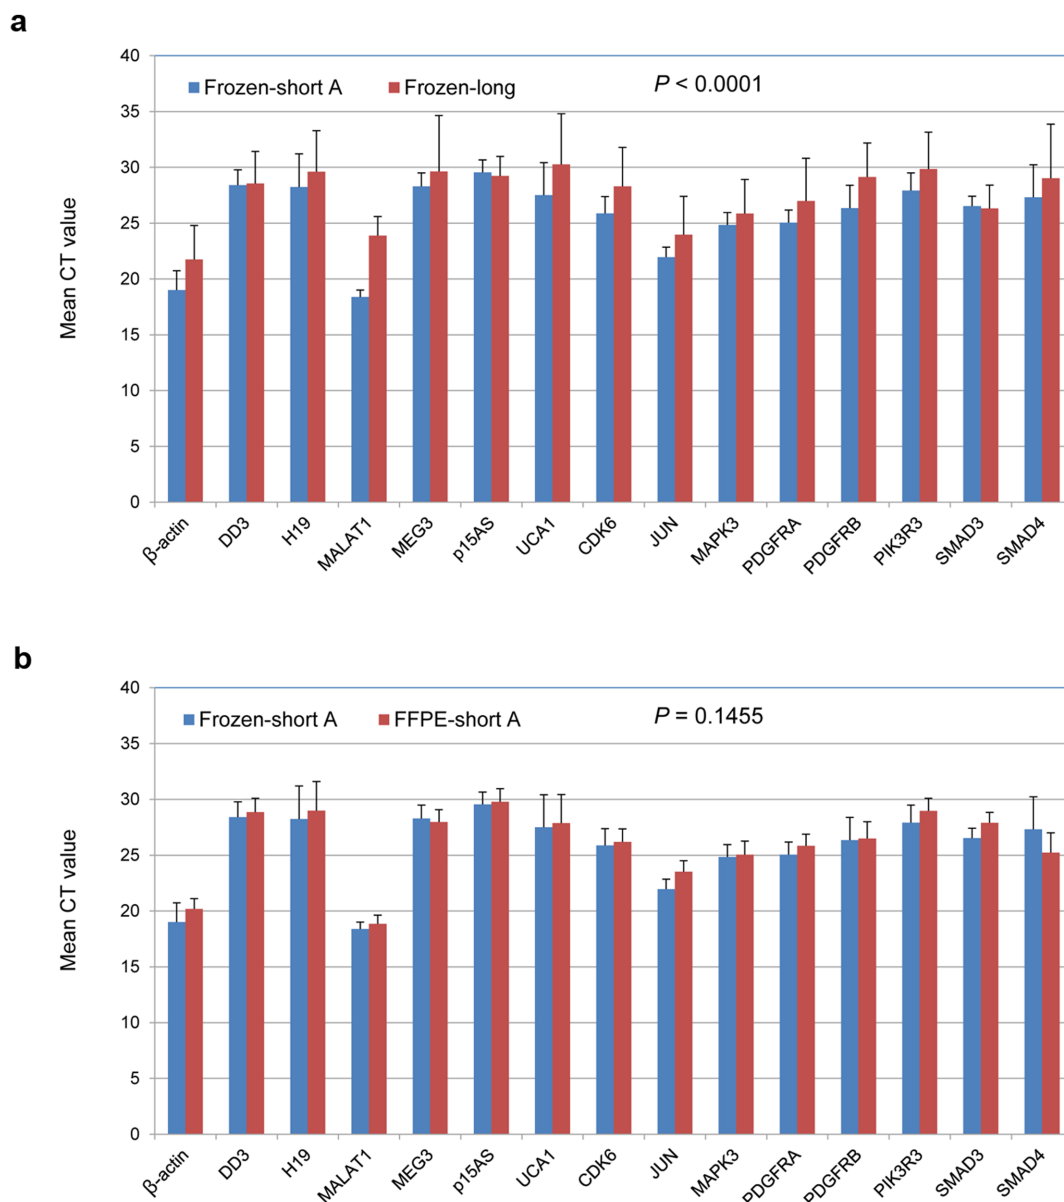 a
40
Frozen-short A Frozen-long P < 0.0001
35
30
25
20
15
10
5
0
Mean CT value
β-actin DD3 H19 MALAT1 MEG3 p15AS UCA1 CDK6 JUN MAPK3 PDGFRA PDGFRB PIK3R3 SMAD3 SMAD4
b
40
Frozen-short A FFPE-short A P = 0.1455
35
30
25
20
15
10
5
0
Mean CT value
β-actin DD3 H19 MALAT1 MEG3 p15AS UCA1 CDK6 JUN MAPK3 PDGFRA PDGFRB PIK3R3 SMAD3 SMAD4